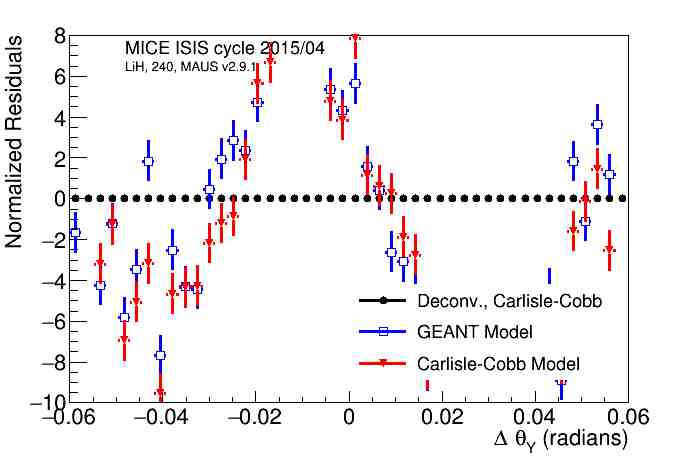 MICE ISIS cycle 2015/04
LiH, 240, MAUS v2.9.1
Normalized Residuals
8
6
4
2
0
−2
−4
−6
−8
−10
Deconv., Carlisle-Cobb
GEANT Model
Carlisle-Cobb Model
−0.06 −0.04 −0.02 0 0.02 0.04 0.06
Δ θY (radians)